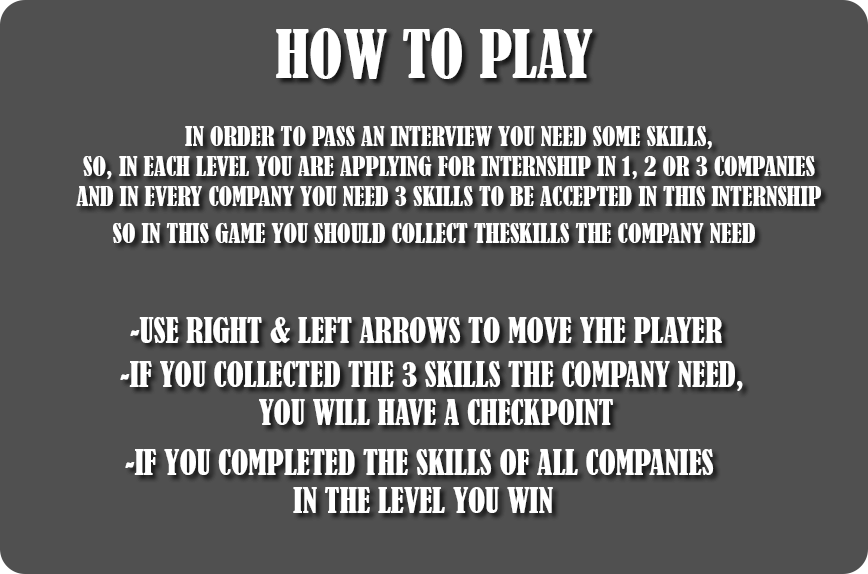 HOW TO PLAY
IN ORDER TO PASS AN INTERVIEW YOU NEED SOME SKILLS,
SO, IN EACH LEVEL YOU ARE APPLYING FOR INTERNSHIP IN 1, 2 OR 3 COMPANIES
AND IN EVERY COMPANY YOU NEED 3 SKILLS TO BE ACCEPTED IN THIS INTERNSHIP
SO IN THIS GAME YOU SHOULD COLLECT THESKILLS THE COMPANY NEED
-USE RIGHT & LEFT ARROWS TO MOVE YHE PLAYER
-IF YOU COLLECTED THE 3 SKILLS THE COMPANY NEED,
YOU WILL HAVE A CHECKPOINT
-IF YOU COMPLETED THE SKILLS OF ALL COMPANIES
IN THE LEVEL YOU WIN